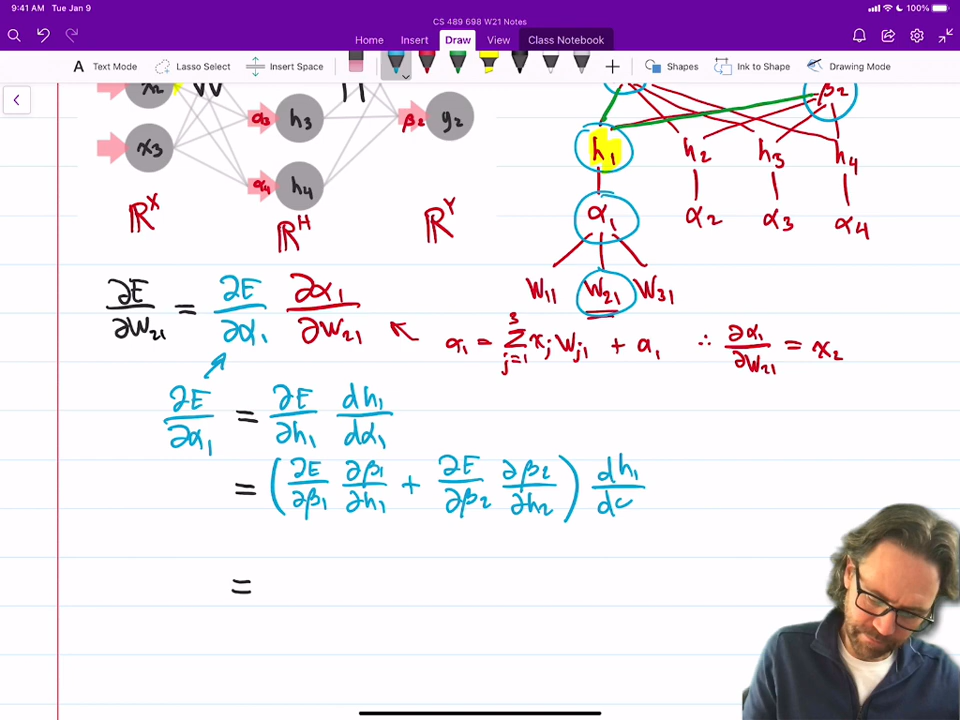 9:41 AM Tue Jan 9 100%
CS 489 698 W21 Notes
Home Insert Draw View Class Notebook
Text Mode Lasso Select Insert Space Shapes Ink to Shape Drawing Mode
x2 W β2
α3 h3 β2 y2
x3 h1 h2 h3 h4
α4 h4
α1 α2 α3 α4
ℝ^X ℝ^H ℝ^Y
W11 W21 W31
∂E/∂W21 = ∂E/∂α1 ∂α1/∂W21
α1 = Σ_{j=1}^{3} xj Wj1 + a1 ∴ ∂α1/∂W21 = x2
∂E/∂α1 = ∂E/∂h1 dh1/dα1
= (∂E/∂β1 ∂β1/∂h1 + ∂E/∂β2 ∂β2/∂h2) dh1/dc
=